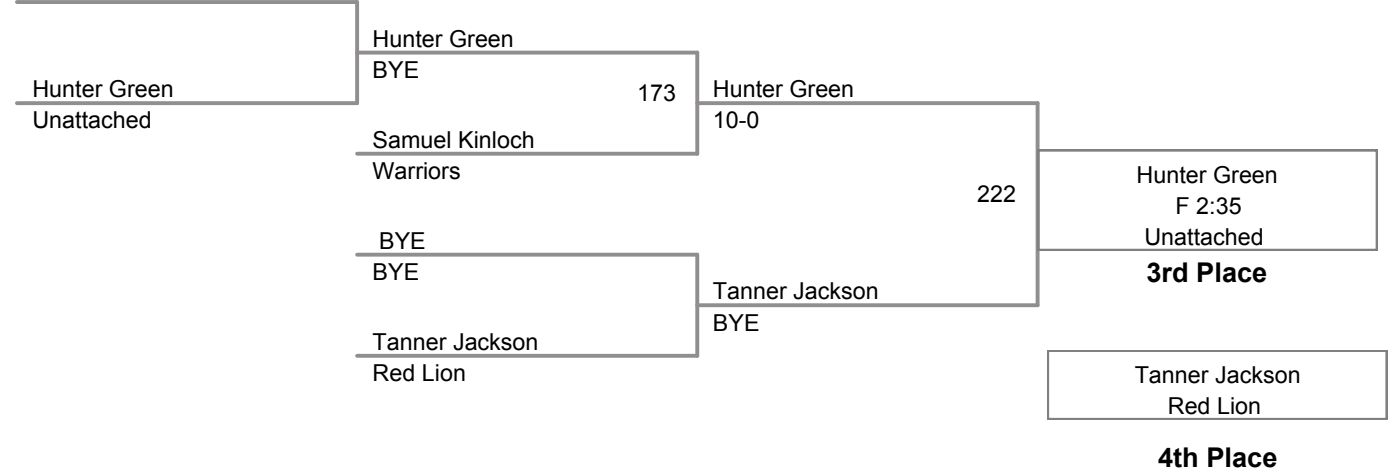 Hunter Green
BYE
Hunter Green
Unattached
173
Hunter Green
10-0
Samuel Kinloch
Warriors
222
Hunter Green
F 2:35
Unattached
3rd Place
BYE
BYE
Tanner Jackson
BYE
Tanner Jackson
Red Lion
Tanner Jackson
Red Lion
4th Place